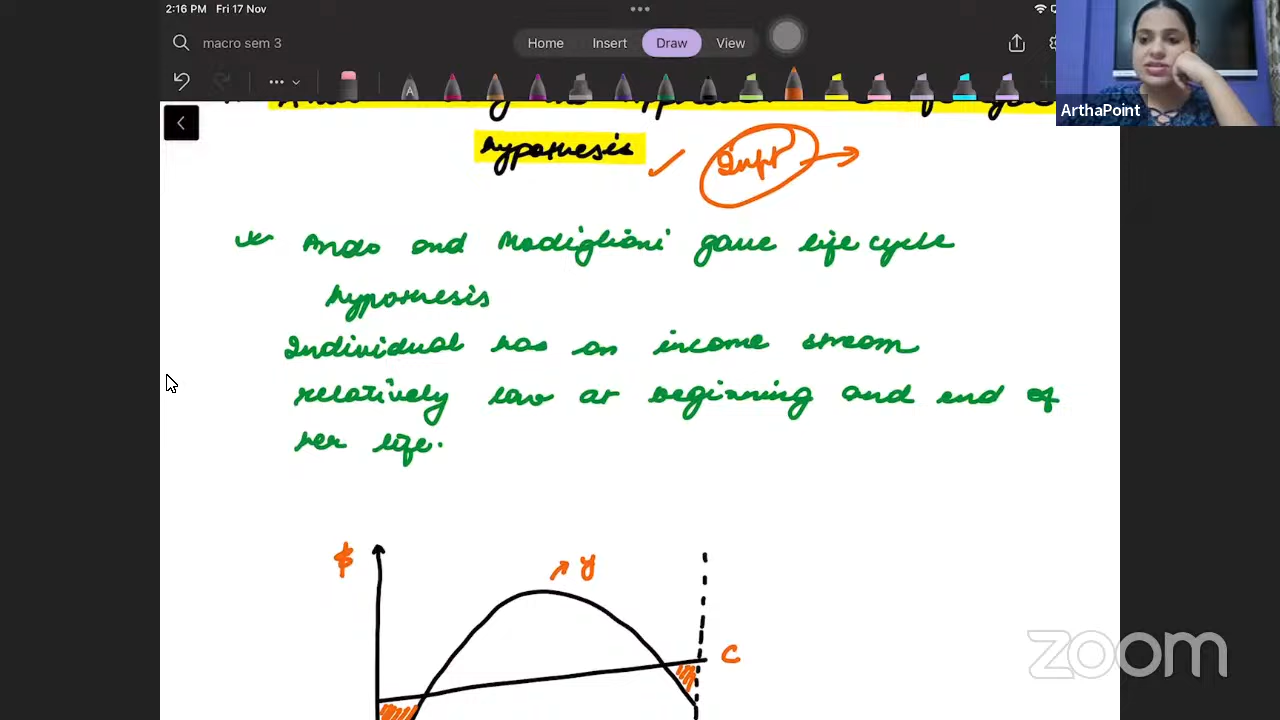 2:16 PM Fri 17 Nov
macro sem 3
Home Insert Draw View
ArthaPoint
A
hypothesis
Ando and Modigliani gave life cycle
hypothesis
Individual has an income stream
relatively low at beginning and end of
her life.
$
y
C
zoom